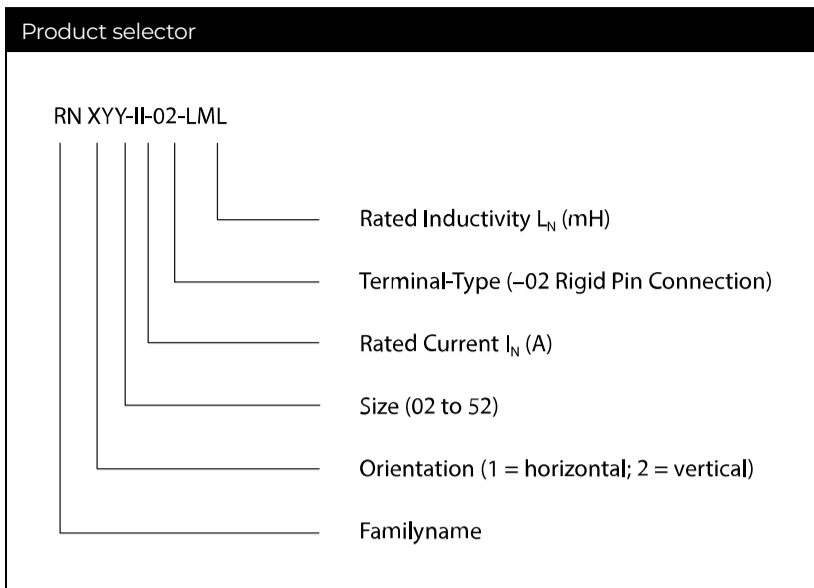 Product selector
RN XYY-II-02-LML
Rated Inductivity LN (mH)
Terminal-Type (–02 Rigid Pin Connection)
Rated Current IN (A)
Size (02 to 52)
Orientation (1 = horizontal; 2 = vertical)
Familyname